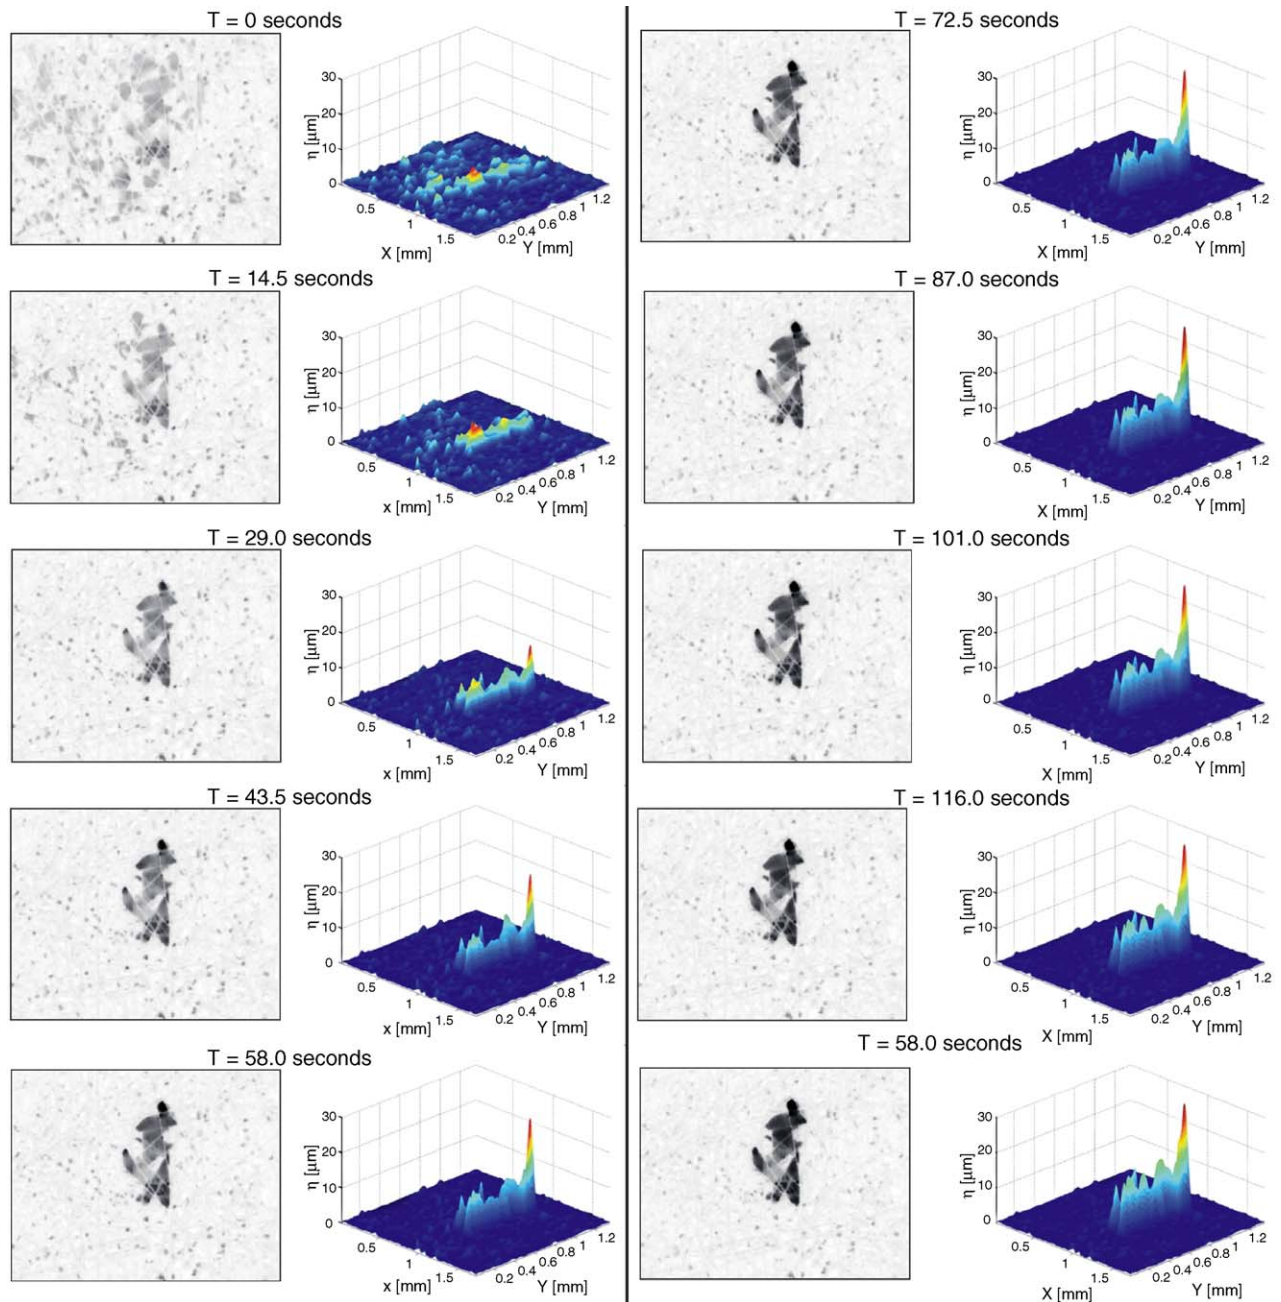 T = 0 seconds
30
20
10
0
η [µm]
0.5
1
1.5
X [mm]
0.2 0.4 0.6 0.8 1 1.2
Y [mm]
T = 14.5 seconds
30
20
10
0
η [µm]
0.5
1
1.5
x [mm]
0.2 0.4 0.6 0.8 1 1.2
Y [mm]
T = 29.0 seconds
30
20
10
0
η [µm]
0.5
1
1.5
x [mm]
0.2 0.4 0.6 0.8 1 1.2
Y [mm]
T = 43.5 seconds
30
20
10
0
η [µm]
0.5
1
1.5
x [mm]
0.2 0.4 0.6 0.8 1 1.2
Y [mm]
T = 58.0 seconds
30
20
10
0
η [µm]
0.5
1
1.5
x [mm]
0.2 0.4 0.6 0.8 1 1.2
Y [mm]
T = 72.5 seconds
30
20
10
0
η [µm]
0.5
1
1.5
X [mm]
0.2 0.4 0.6 0.8 1 1.2
Y [mm]
T = 87.0 seconds
30
20
10
0
η [µm]
0.5
1
1.5
X [mm]
0.2 0.4 0.6 0.8 1 1.2
Y [mm]
T = 101.0 seconds
30
20
10
0
η [µm]
0.5
1
1.5
X [mm]
0.2 0.4 0.6 0.8 1 1.2
Y [mm]
T = 116.0 seconds
30
20
10
0
η [µm]
0.5
1
1.5
X [mm]
0.2 0.4 0.6 0.8 1 1.2
Y [mm]
T = 58.0 seconds
30
20
10
0
η [µm]
0.5
1
1.5
X [mm]
0.2 0.4 0.6 0.8 1 1.2
Y [mm]